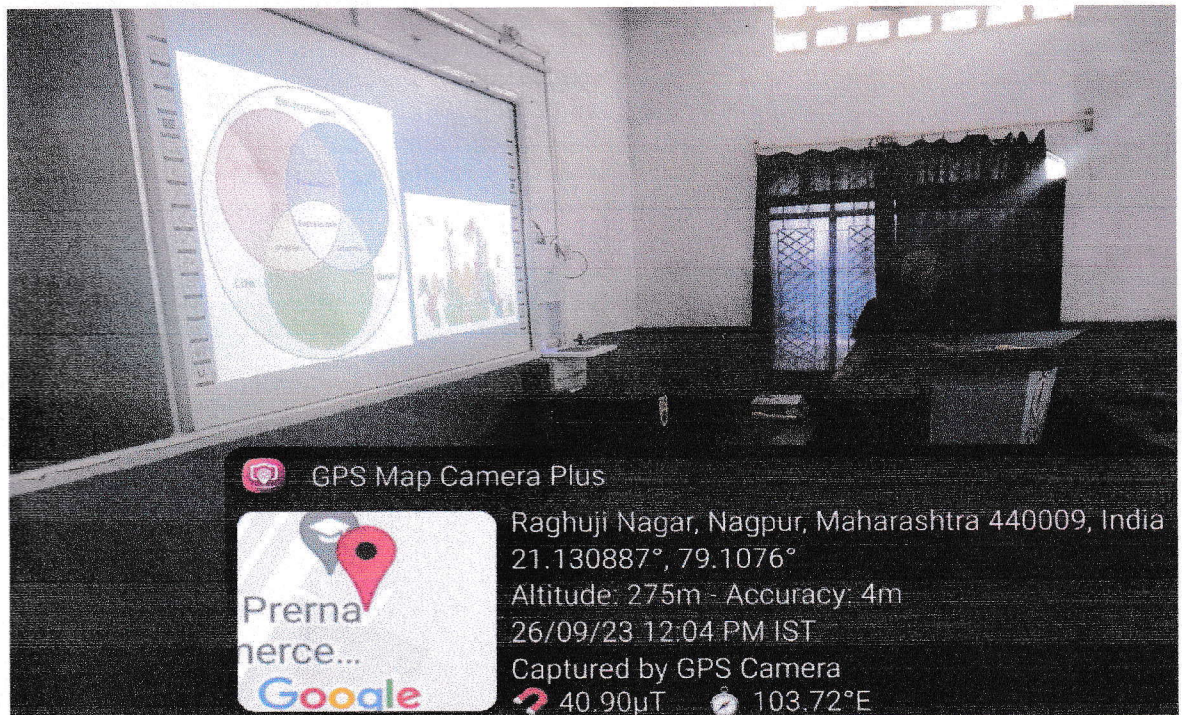 GPS Map Camera Plus
Raghuji Nagar, Nagpur, Maharashtra 440009, India
21.130887°, 79.1076°
Altitude: 275m - Accuracy: 4m
26/09/23 12:04 PM IST
Captured by GPS Camera
40.90µT 103.72°E
Prerna
nerce...
Google